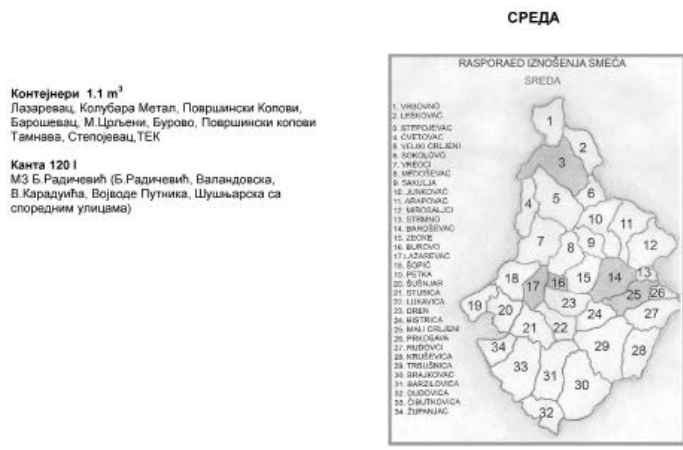 СРЕДА
Контејнери 1.1 m³
Лазаревац, Колубара Метал, Површински Копови,
Барошевац, М.Црљени, Бурово, Површински копови
Тамнава, Степојевац,ТЕК
Канта 120 l
МЗ Б.Радичевић (Б.Радичевић, Валандовска,
В.Карадуића, Војводе Путника, Шушњарска са
споредним улицама)
RASPORAED IZNOŠENJA SMEĆA
SREDA
1. VRBOVNO
2. LESKOVAC
3. STEPOJEVAC
4. CVETOVAC
5. VELIKI CRLJENI
6. SOKOLOVO
7. VREOCI
8. MEDOŠEVAC
9. SAKULJA
10. JUNKOVAC
11. ARAPOVAC
12. MIROSALJCI
13. STRMNO
14. BAROŠEVAC
15. ZEOKE
16. BUROVO
17. LAZAREVAC
18. ŠOPIĆ
19. PETKA
20. ŠUŠNJAR
21. STUBICA
22. LUKAVICA
23. DREN
24. BISTRICA
25. MALI CRLJENI
26. PRKOSAVA
27. RUDOVCI
28. KRUŠEVICA
29. TRBUŠNICA
30. BRAJKOVAC
31. BARZILOVICA
32. DUDOVICA
33. ČIBUTKOVICA
34. ŽUPANJAC
1
2
3
4
5
6
10
11
7
8
9
12
18
17
16
15
14
13
25
26
19
20
23
24
27
21
22
34
33
31
30
29
28
32